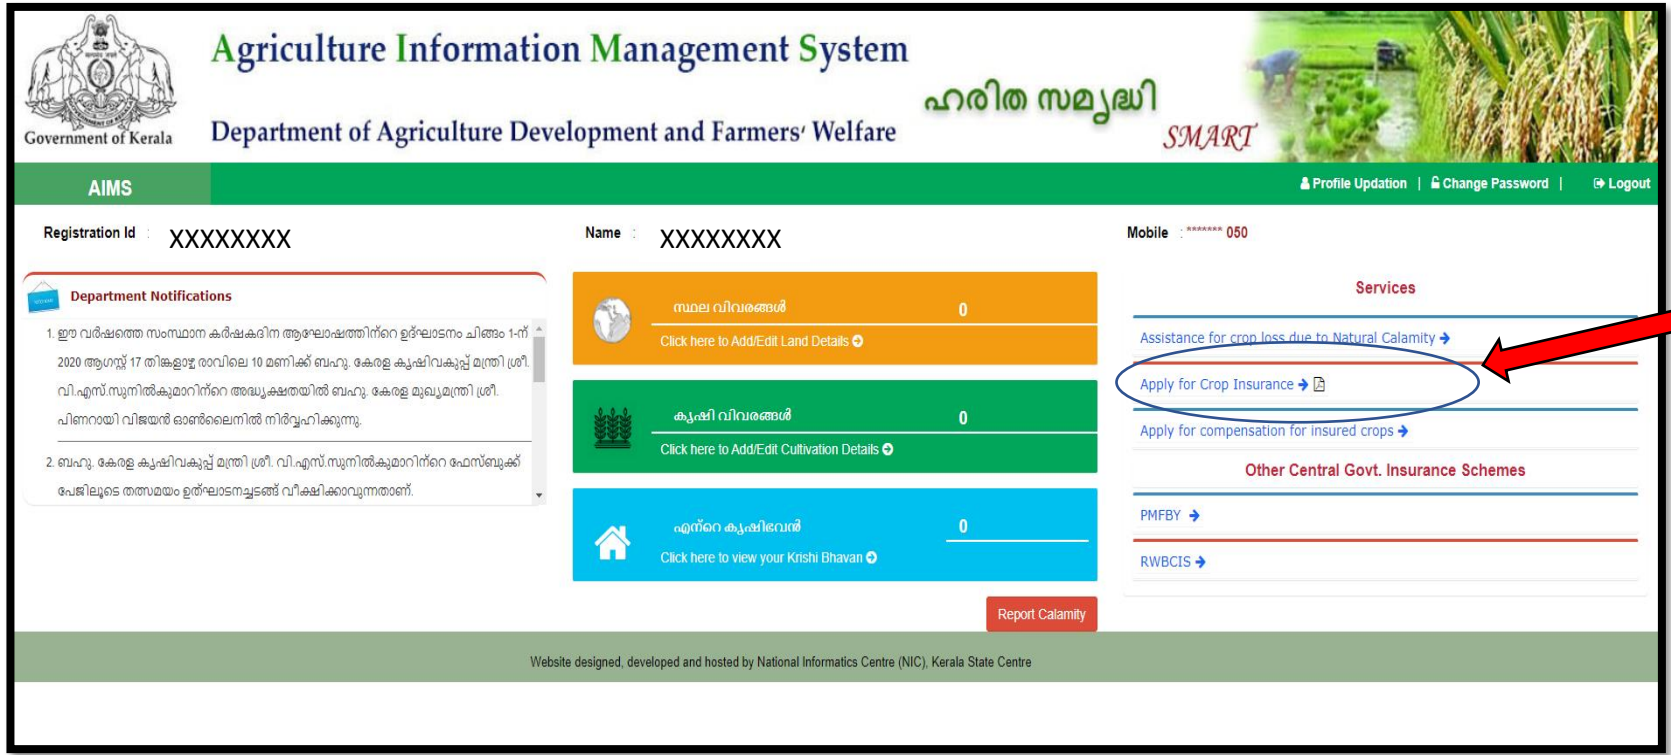 Agriculture Information Management System
ഹരിത സമൃദ്ധി
Government of Kerala
Department of Agriculture Development and Farmers' Welfare
SMART
AIMS
Profile Updation | Change Password | Logout
Registration Id : XXXXXXXX
Name : XXXXXXXX
Mobile : ******* 050
Department Notifications
1. ഈ വർഷത്തെ സംസ്ഥാന കർഷകദിന ആഘോഷത്തിന്റെ ഉദ്ഘാടനം ചിങ്ങം 1-ന്
2020 ആഗസ്റ്റ് 17 തിങ്കളാഴ്ച രാവിലെ 10 മണിക്ക് ബഹു. കേരള കൃഷിവകുപ്പ് മന്ത്രി ശ്രീ.
വി.എസ്.സുനിൽകുമാറിന്റെ അദ്ധ്യക്ഷതയിൽ ബഹു. കേരള മുഖ്യമന്ത്രി ശ്രീ.
പിണറായി വിജയൻ ഓൺലൈനിൽ നിർവ്വഹിക്കുന്നു.
2. ബഹു. കേരള കൃഷിവകുപ്പ് മന്ത്രി ശ്രീ. വി.എസ്.സുനിൽകുമാറിന്റെ ഫേസ്ബുക്ക്
പേജിലൂടെ തത്സമയം ഉത്ഘാടനച്ചടങ്ങ് വീക്ഷിക്കാവുന്നതാണ്.
സ്ഥല വിവരങ്ങൾ 0
Click here to Add/Edit Land Details
കൃഷി വിവരങ്ങൾ 0
Click here to Add/Edit Cultivation Details
എന്റെ കൃഷിഭവൻ 0
Click here to view your Krishi Bhavan
Report Calamity
Services
Assistance for crop loss due to Natural Calamity
Apply for Crop Insurance
Apply for compensation for insured crops
Other Central Govt. Insurance Schemes
PMFBY
RWBCIS
Website designed, developed and hosted by National Informatics Centre (NIC), Kerala State Centre